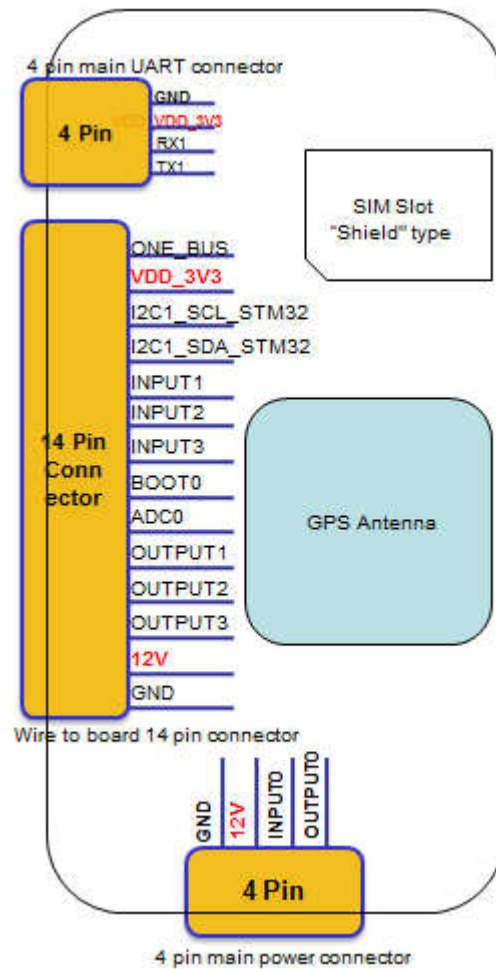 4 pin main UART connector
4 Pin
GND
VDD_3V3
RX1
TX1
SIM Slot
"Shield" type
14 Pin
Conn
ector
ONE_BUS
VDD_3V3
I2C1_SCL_STM32
I2C1_SDA_STM32
INPUT1
INPUT2
INPUT3
BOOT0
ADC0
OUTPUT1
OUTPUT2
OUTPUT3
12V
GND
GPS Antenna
Wire to board 14 pin connector
GND
12V
INPUT0
OUTPUT0
4 Pin
4 pin main power connector